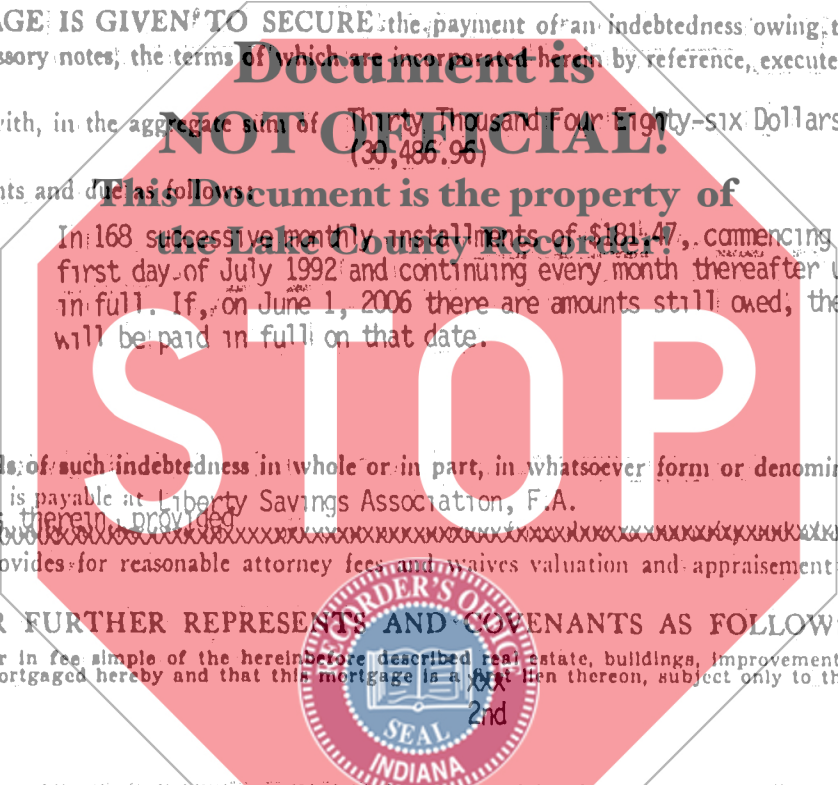 AGE IS GIVEN TO SECURE the payment of an indebtedness owing t
Document is
ssory notes, the terms of which are incorporated herein by reference, execute
ith, in the aggregate sum of Thirty Thousand Four Eighty-six Dollars
NOT OFFICIAL!
(30,486.96)
nts and due as follows:
This Document is the property of
In 168 successive monthly installments of $181.47, commencing
the Lake County Recorder!
first day of July 1992 and continuing every month thereafter u
in full. If, on June 1, 2006 there are amounts still owed, the
will be paid in full on that date.
STOP
ls of such indebtedness in whole or in part, in whatsoever form or denomin
is payable at Liberty Savings Association, F.A.
s therein provided
ovides for reasonable attorney fees and waives valuation and appraisement
R FURTHER REPRESENTS AND COVENANTS AS FOLLOW
r in fee simple of the hereinbefore described real estate, buildings, improvement
ortgaged hereby and that this mortgage is a first lien thereon, subject only to th
xxx
2nd
RECORDER'S OFFICE
SEAL
INDIANA